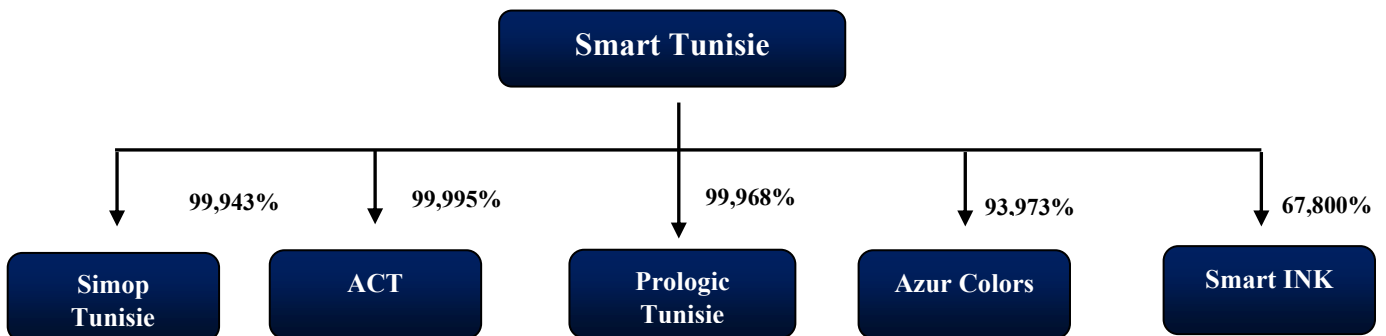 Smart Tunisie
99,943%
99,995%
99,968%
93,973%
67,800%
Simop
Tunisie
ACT
Prologic
Tunisie
Azur Colors
Smart INK